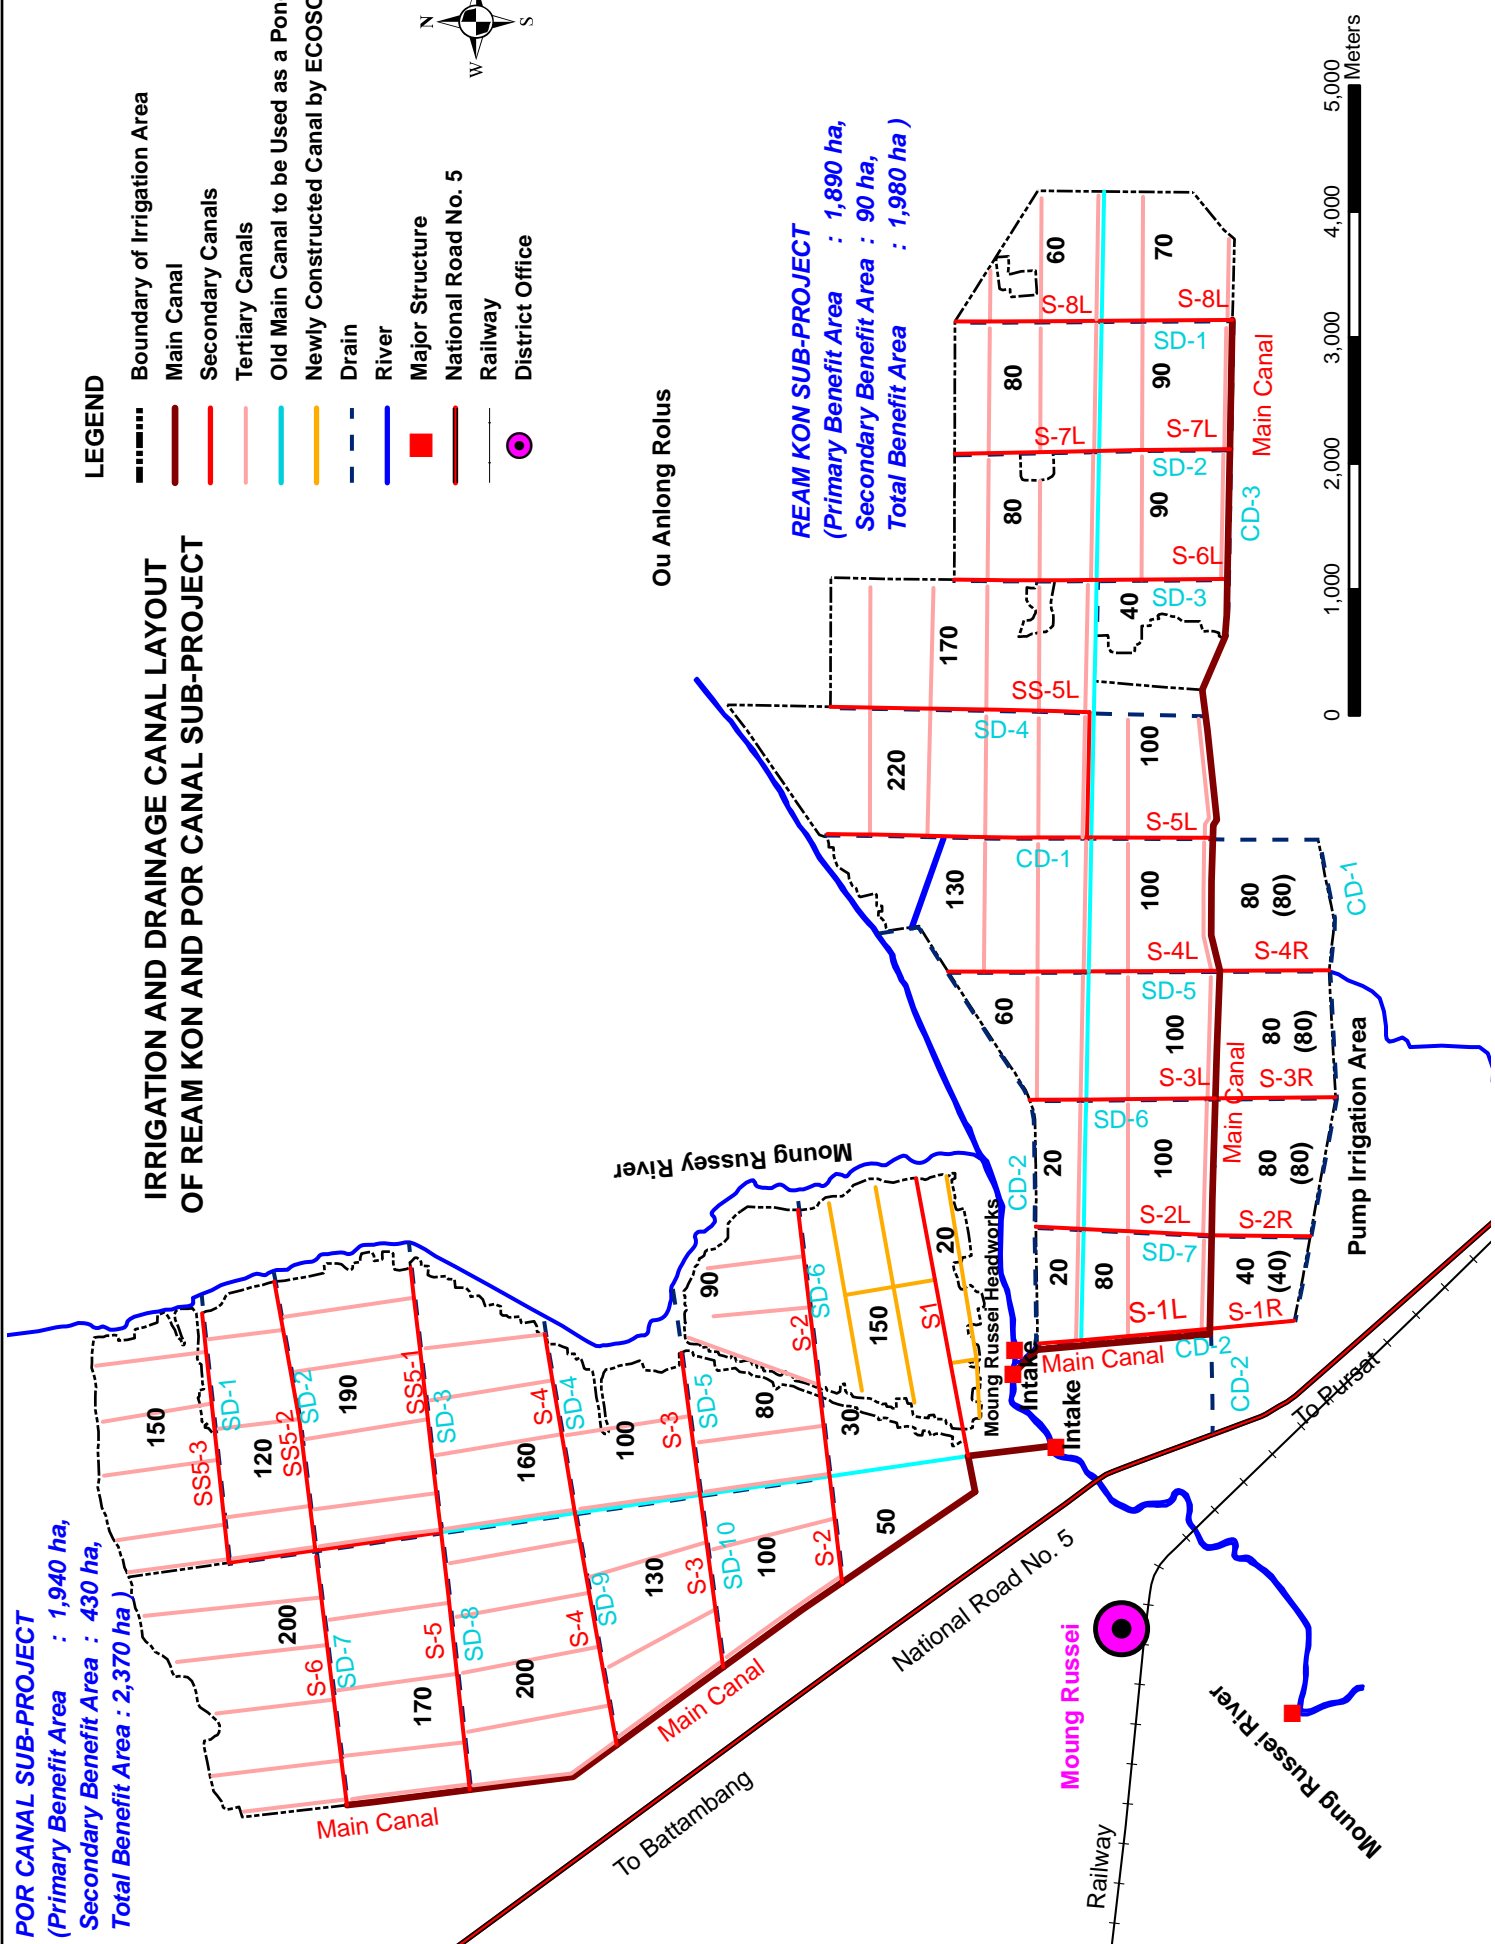 IRRIGATION AND DRAINAGE CANAL LAYOUT
OF REAM KON AND POR CANAL SUB-PROJECT
LEGEND
Boundary of Irrigation Area
Main Canal
Secondary Canals
Tertiary Canals
Old Main Canal to be Used as a Pon
Newly Constructed Canal by ECOSO
Drain
River
Major Structure
National Road No. 5
Railway
District Office
N
W
S
POR CANAL SUB-PROJECT
(Primary Benefit Area : 1,940 ha,
Secondary Benefit Area : 430 ha,
Total Benefit Area : 2,370 ha )
REAM KON SUB-PROJECT
(Primary Benefit Area : 1,890 ha,
Secondary Benefit Area : 90 ha,
Total Benefit Area : 1,980 ha )
Ou Anlong Rolus
Moung Russey River
150
SS5-3
SD-1
120
SS5-2
SD-2
190
SS5-1
SD-3
160
S-4
SD-4
100
S-3
SD-5
80
90
S-2
SD-6
30
150
S1
20
200
S-6
SD-7
170
S-5
SD-8
200
S-4
SD-9
130
S-3
SD-10
100
S-2
50
Main Canal
Main Canal
To Battambang
National Road No. 5
To Pursat
Railway
Moung Russei
Moung Russei River
Moung Russei Headworks
Intake
Intake
Main Canal
CD-2
CD-2
CD-2
20
80
S-1L
S-1R
40
(40)
SD-7
20
100
S-2L
S-2R
80
(80)
SD-6
Main Canal
60
100
S-3L
S-3R
80
(80)
SD-5
130
100
S-4L
S-4R
80
(80)
CD-1
CD-1
Pump Irrigation Area
220
100
S-5L
SD-4
170
SS-5L
40
SD-3
80
90
S-6L
SD-2
CD-3
80
90
S-7L
S-7L
SD-1
Main Canal
60
70
S-8L
S-8L
0
1,000
2,000
3,000
4,000
5,000
Meters